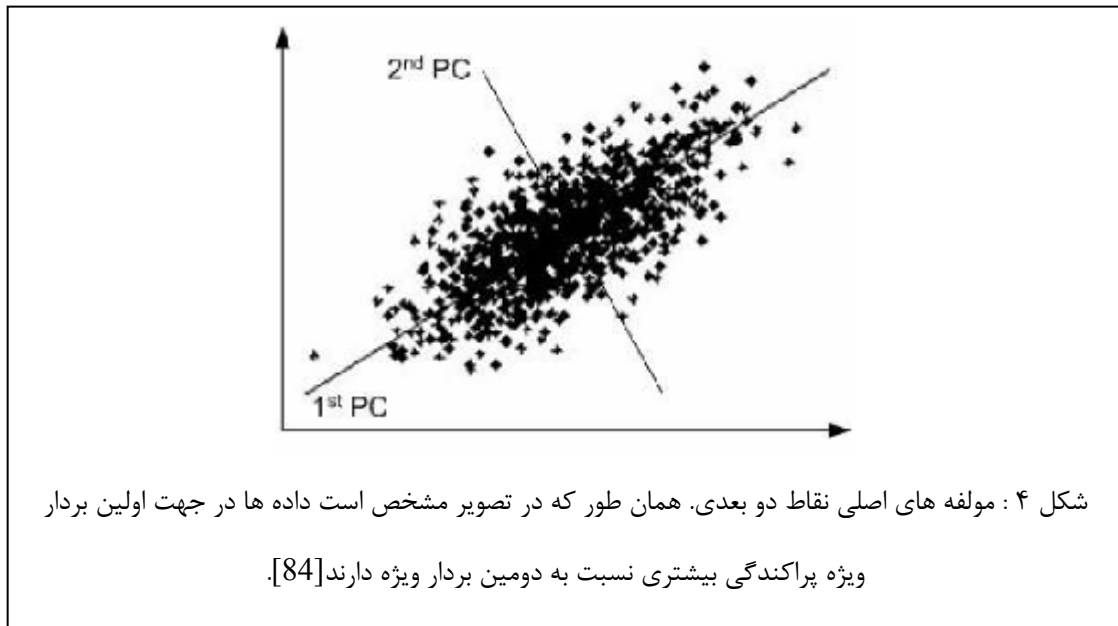 2nd PC
1st PC
شکل ۴ : مولفه های اصلی نقاط دو بعدی. همان طور که در تصویر مشخص است داده ها در جهت اولین بردار
ویژه پراکندگی بیشتری نسبت به دومین بردار ویژه دارند[84].